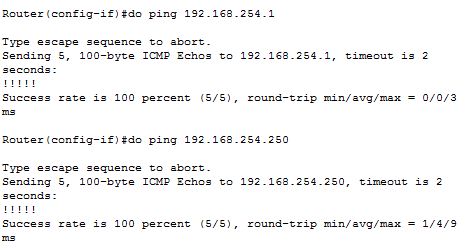 Router(config-if)#do ping 192.168.254.1
Type escape sequence to abort.
Sending 5, 100-byte ICMP Echos to 192.168.254.1, timeout is 2
seconds:
!!!!!
Success rate is 100 percent (5/5), round-trip min/avg/max = 0/0/3
ms
Router(config-if)#do ping 192.168.254.250
Type escape sequence to abort.
Sending 5, 100-byte ICMP Echos to 192.168.254.250, timeout is 2
seconds:
!!!!!
Success rate is 100 percent (5/5), round-trip min/avg/max = 1/4/9
ms